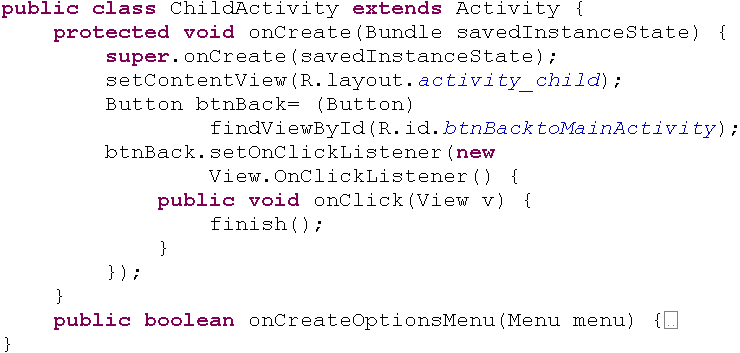 public class ChildActivity extends Activity {
    protected void onCreate(Bundle savedInstanceState) {
        super.onCreate(savedInstanceState);
        setContentView(R.layout.activity_child);
        Button btnBack= (Button)
                findViewById(R.id.btnBacktoMainActivity);
        btnBack.setOnClickListener(new
                View.OnClickListener() {
            public void onClick(View v) {
                finish();
            }
        });
    }
    public boolean onCreateOptionsMenu(Menu menu) {..
}